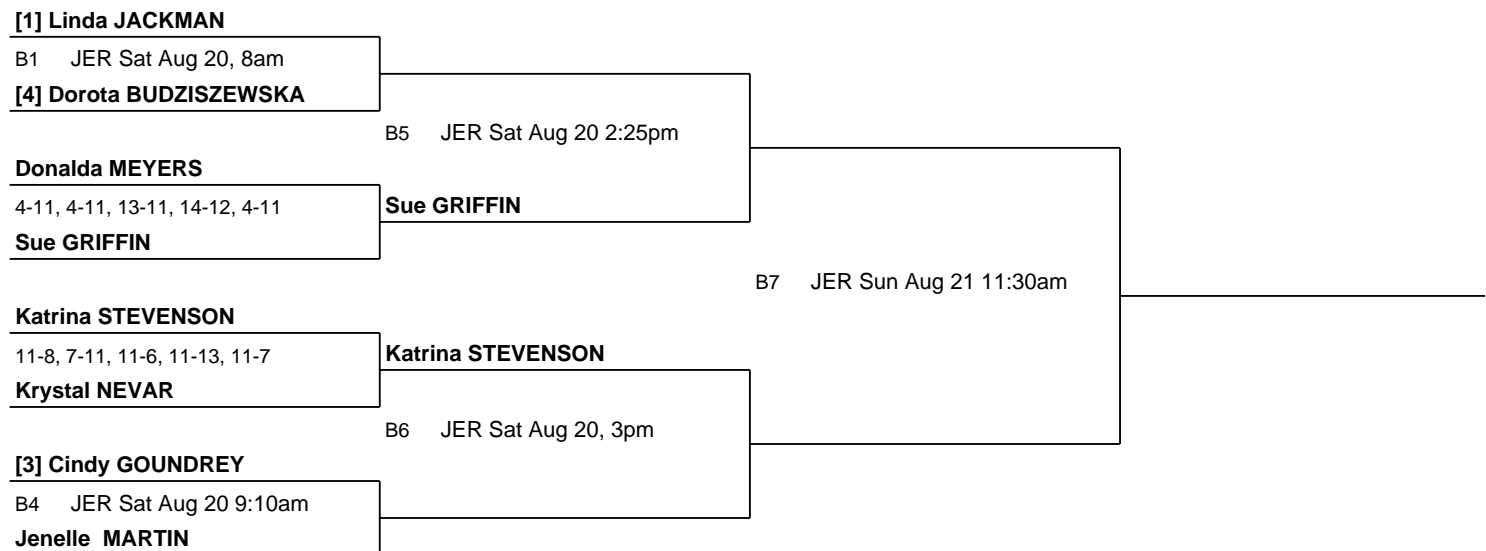 [1] Linda JACKMAN
B1 JER Sat Aug 20, 8am
[4] Dorota BUDZISZEWSKA
B5 JER Sat Aug 20 2:25pm
Donalda MEYERS
4-11, 4-11, 13-11, 14-12, 4-11
Sue GRIFFIN
Sue GRIFFIN
B7 JER Sun Aug 21 11:30am
Katrina STEVENSON
11-8, 7-11, 11-6, 11-13, 11-7
Katrina STEVENSON
Krystal NEVAR
B6 JER Sat Aug 20, 3pm
[3] Cindy GOUNDREY
B4 JER Sat Aug 20 9:10am
Jenelle MARTIN